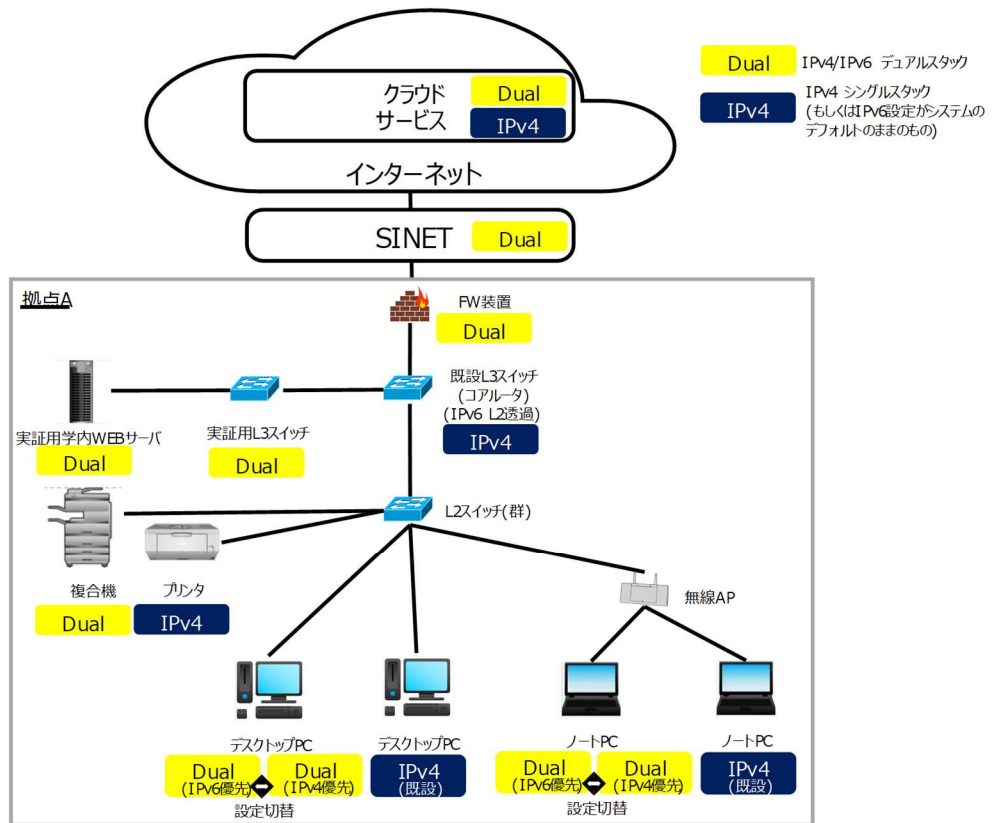 クラウド
サービス
Dual
IPv4
インターネット
Dual
IPv4/IPv6 デュアルスタック
IPv4
IPv4 シングルスタック
(もしくはIPv6設定がシステムの
デフォルトのままのもの)
SINET
Dual
拠点A
FW装置
Dual
既設L3スイッチ
(コアルータ)
(IPv6 L2透過)
IPv4
実証用学内WEBサーバ
Dual
実証用L3スイッチ
Dual
L2スイッチ(群)
複合機
Dual
プリンタ
IPv4
無線AP
デスクトップPC
Dual
(IPv6優先)
Dual
(IPv4優先)
設定切替
デスクトップPC
IPv4
(既設)
ノートPC
Dual
(IPv6優先)
Dual
(IPv4優先)
設定切替
ノートPC
IPv4
(既設)